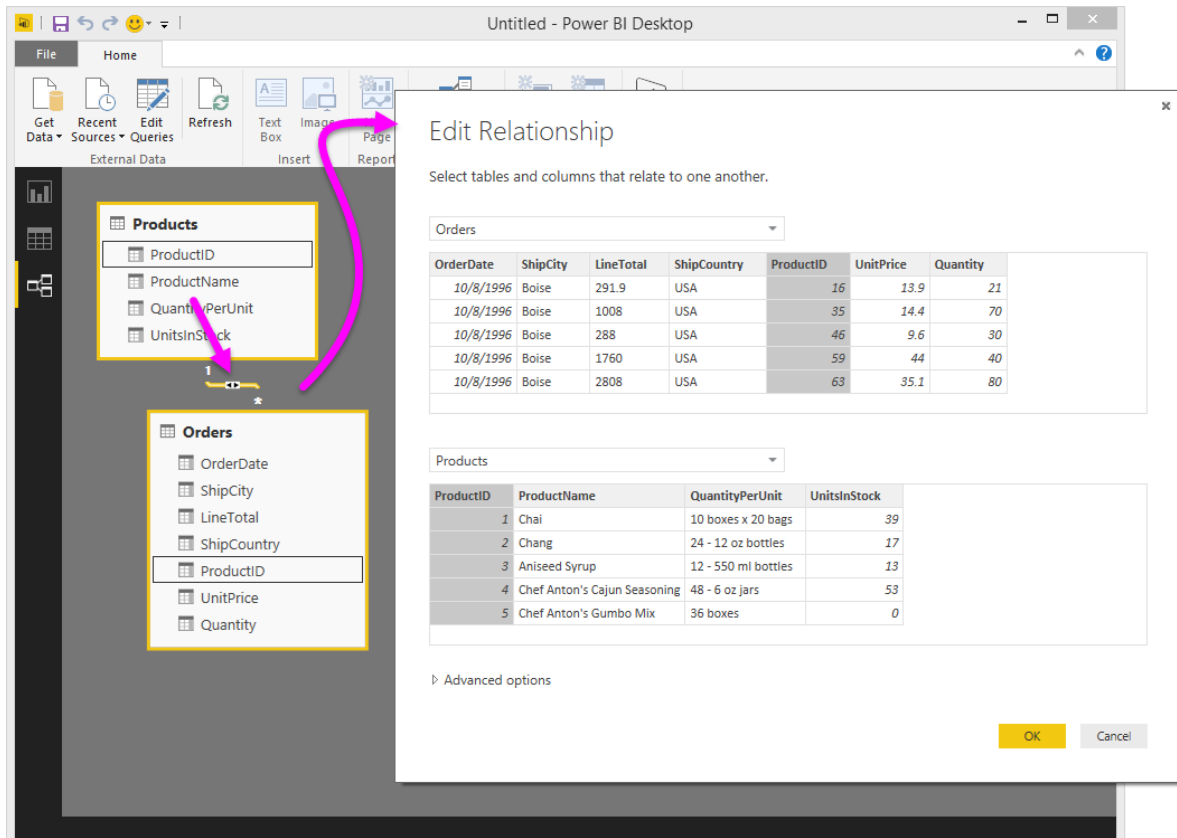 Untitled - Power BI Desktop
File Home
Get Data Recent Sources Edit Queries Refresh Text Box Image Page
External Data Insert Report
Products
ProductID
ProductName
QuantityPerUnit
UnitsInStock
1
*
Orders
OrderDate
ShipCity
LineTotal
ShipCountry
ProductID
UnitPrice
Quantity
Edit Relationship
Select tables and columns that relate to one another.
Orders
OrderDate ShipCity LineTotal ShipCountry ProductID UnitPrice Quantity
10/8/1996 Boise 291.9 USA 16 13.9 21
10/8/1996 Boise 1008 USA 35 14.4 70
10/8/1996 Boise 288 USA 46 9.6 30
10/8/1996 Boise 1760 USA 59 44 40
10/8/1996 Boise 2808 USA 63 35.1 80
Products
ProductID ProductName QuantityPerUnit UnitsInStock
1 Chai 10 boxes x 20 bags 39
2 Chang 24 - 12 oz bottles 17
3 Aniseed Syrup 12 - 550 ml bottles 13
4 Chef Anton's Cajun Seasoning 48 - 6 oz jars 53
5 Chef Anton's Gumbo Mix 36 boxes 0
Advanced options
OK Cancel